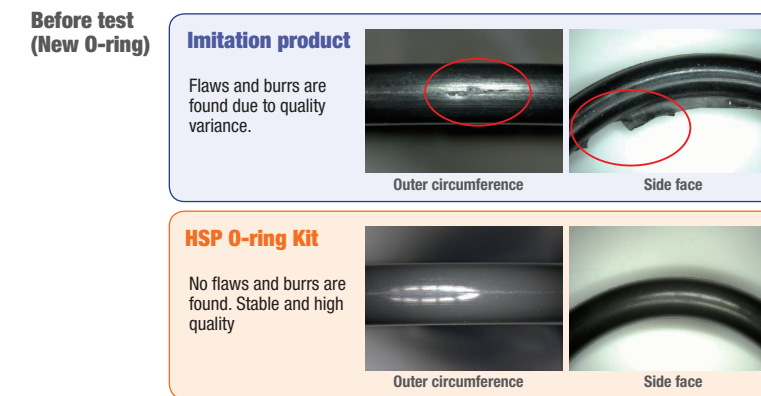 Before test
(New O-ring)
Imitation product
Flaws and burrs are
found due to quality
variance.
Outer circumference
Side face
HSP O-ring Kit
No flaws and burrs are
found. Stable and high
quality
Outer circumference
Side face